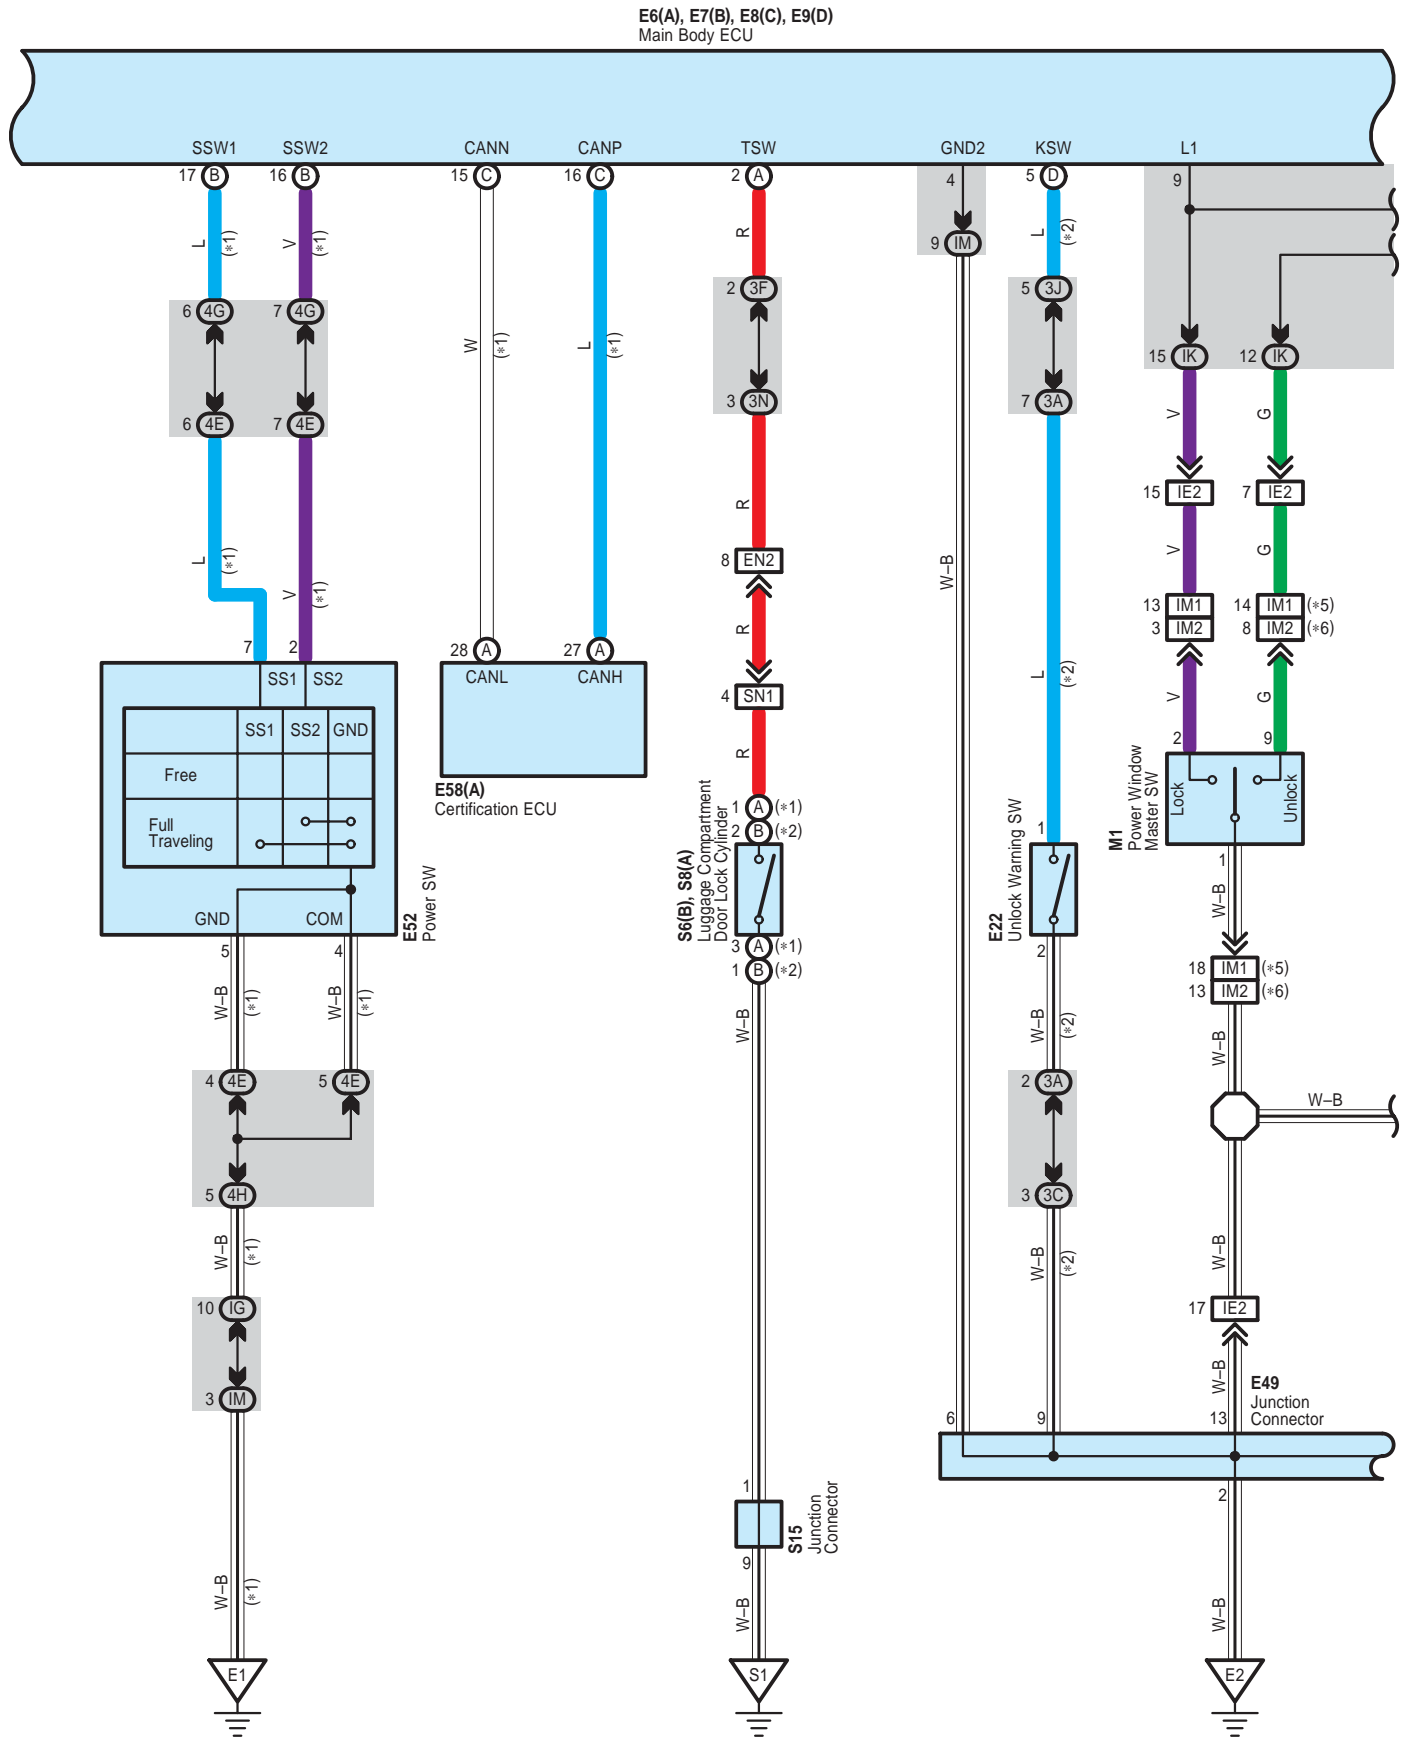 E6(A), E7(B), E8(C), E9(D)
Main Body ECU
SSW1 SSW2 CANN CANP TSW GND2 KSW L1
17 B 16 B 15 C 16 C 2 A 4 5 D 9
L (*1) V (*1) R L (*2)
9 IM
2 3F 5 3J
6 4G 7 4G
W (*1) L (*1)
15 IK 12 IK
3 3N 7 3A
6 4E 7 4E
V G
15 IE2 7 IE2
R
L (*1) V (*1)
8 EN2
W–B
V G
13 IM1 14 IM1 (*5)
3 IM2 8 IM2 (*6)
R
7 2 28 A 27 A
SS1 SS2 CANL CANH
L (*2)
4 SN1
V G
SS1 SS2 GND
R
2 9
Free
E58(A)
Certification ECU
Full
Traveling
1 A (*1)
2 B (*2)
Lock Unlock
M1
Power Window
Master SW
1
S6(B), S8(A)
Luggage Compartment
Door Lock Cylinder
E22
Unlock Warning SW
1
GND COM
E52
Power SW
5 4
3 A (*1)
1 B (*2)
2
W–B
18 IM1 (*5)
13 IM2 (*6)
W–B (*1) W–B (*1)
W–B
W–B (*2)
W–B
4 4E 5 4E
2 3A
W–B
5 4H
3 3C
W–B (*1)
W–B (*2)
W–B
10 IG
17 IE2
3 IM
W–B
E49
Junction
Connector
6 9 13
2
1
S15
Junction
Connector
9
W–B (*1)
W–B
W–B
E1
S1
E2